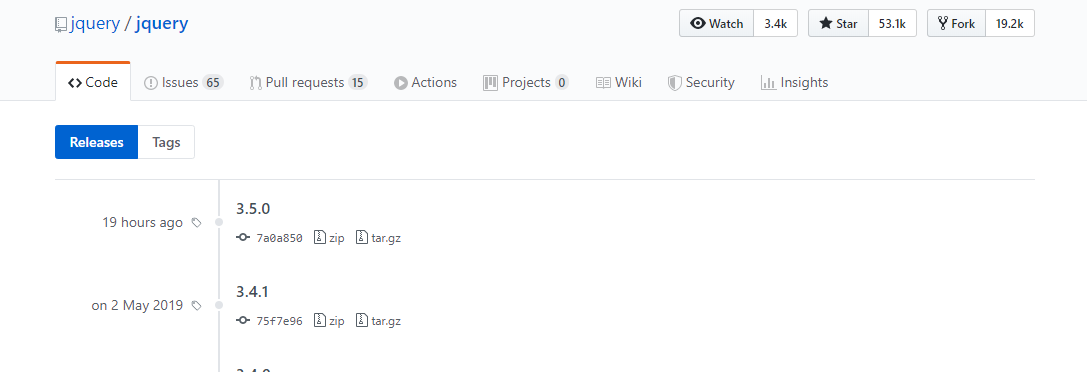 jquery / jquery
Watch 3.4k Star 53.1k Fork 19.2k
Code Issues 65 Pull requests 15 Actions Projects 0 Wiki Security Insights
Releases Tags
19 hours ago
3.5.0
7a0a850 zip tar.gz
on 2 May 2019
3.4.1
75f7e96 zip tar.gz